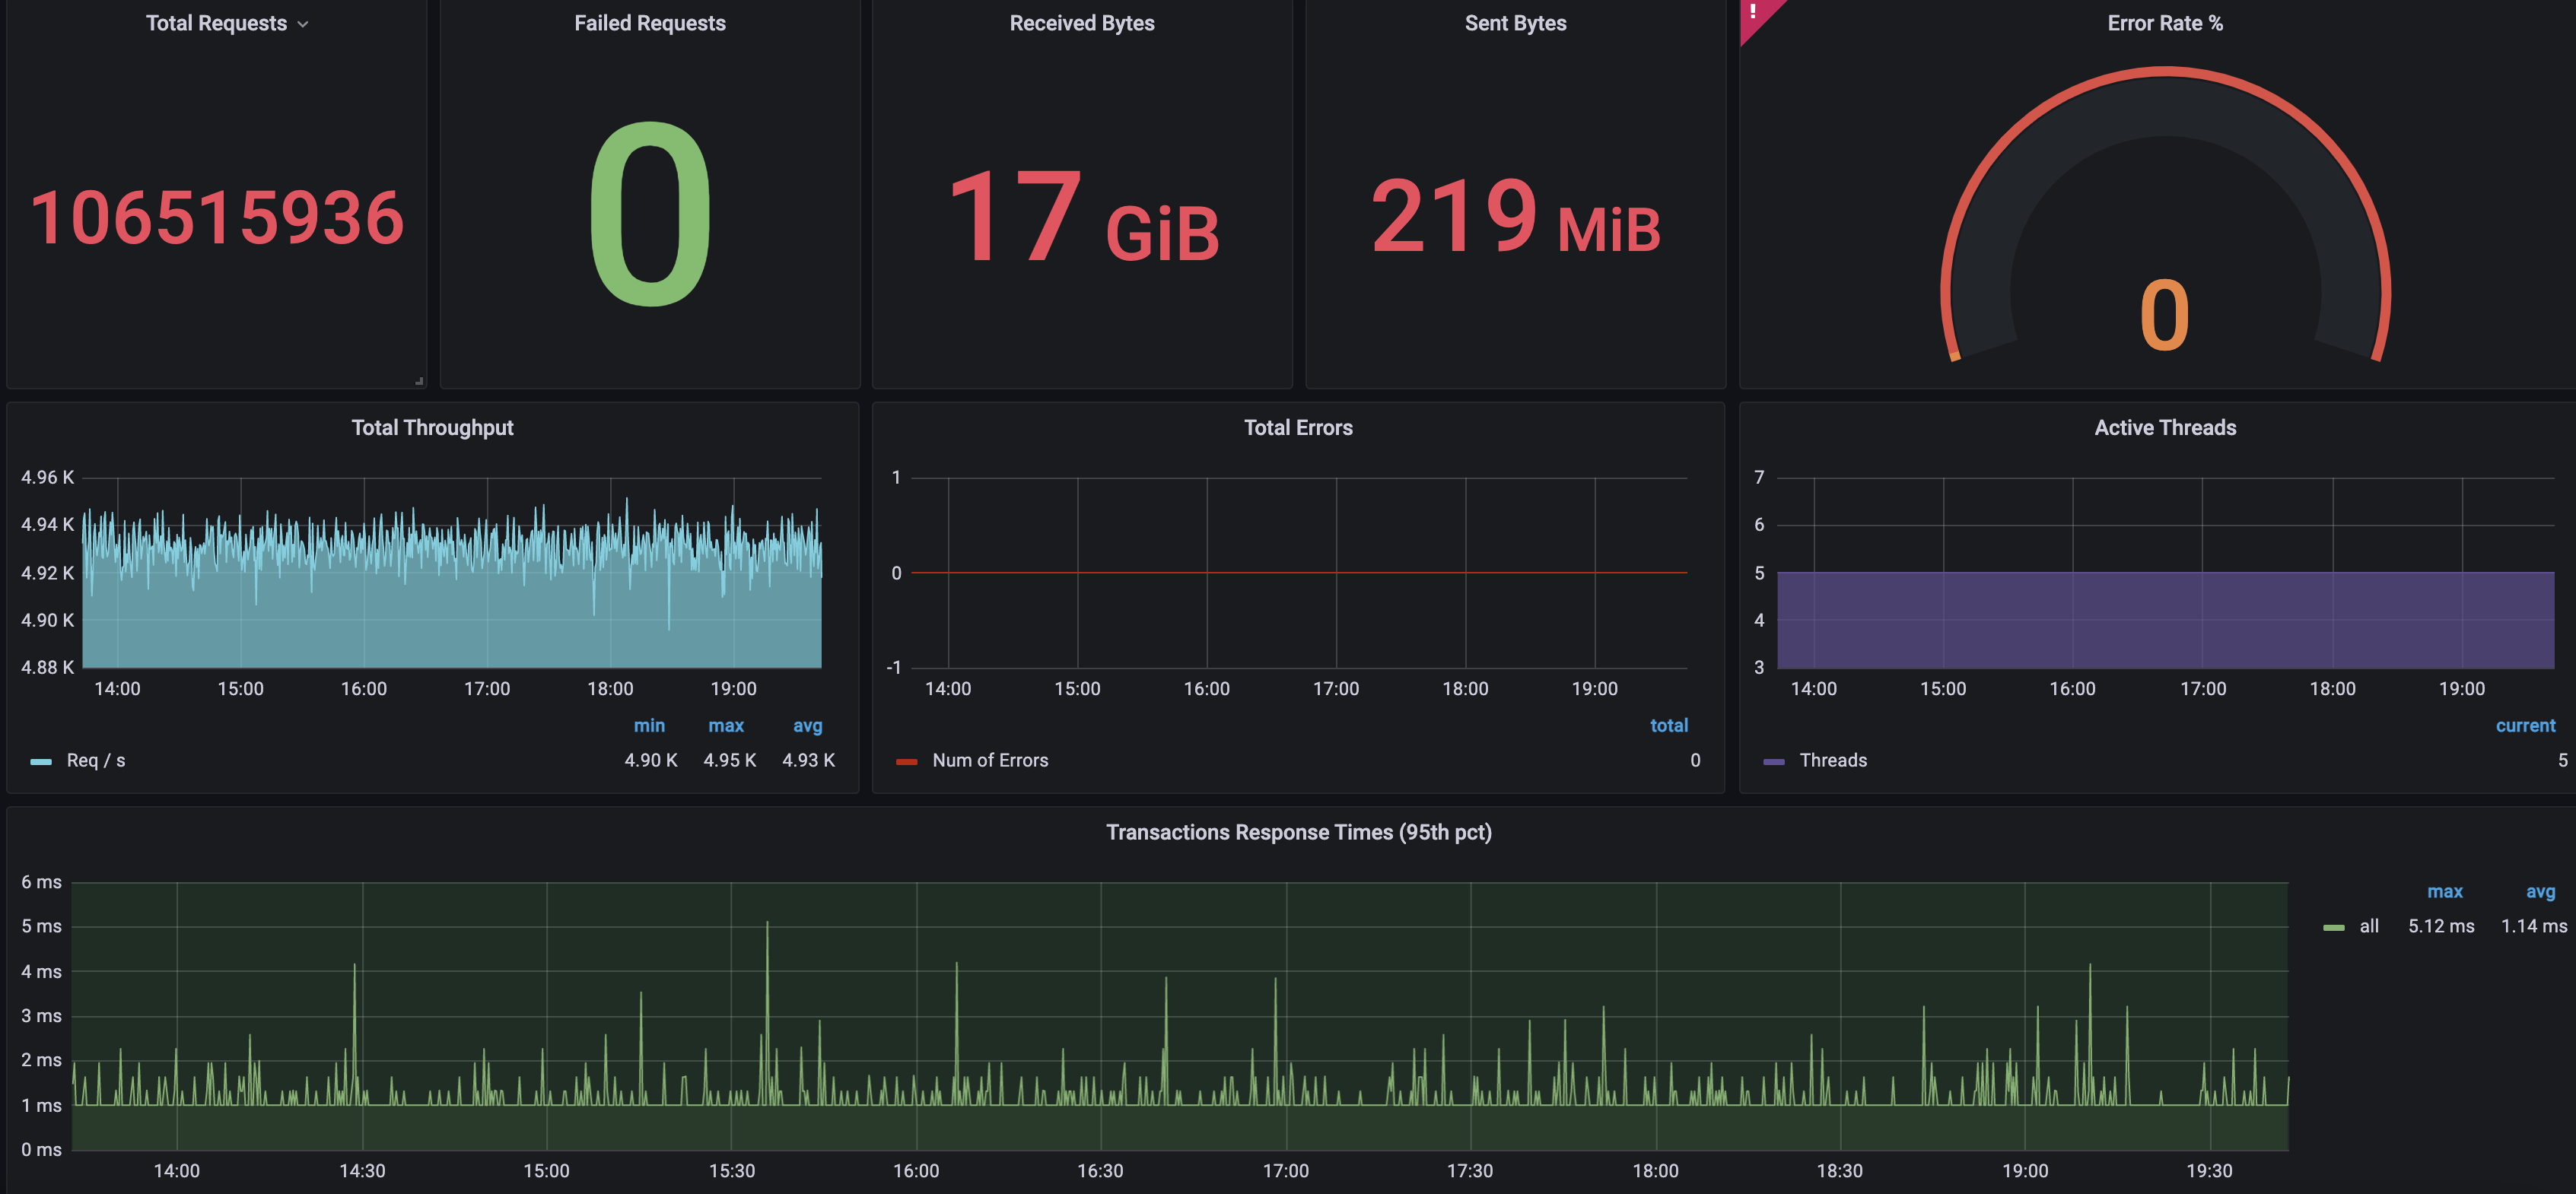 Total Requests
Failed Requests
Received Bytes
Sent Bytes
!
Error Rate %
106515936
0
17 GiB
219 MiB
0
Total Throughput
4.96 K
4.94 K
4.92 K
4.90 K
4.88 K
14:00 15:00 16:00 17:00 18:00 19:00
min max avg
Req / s 4.90 K 4.95 K 4.93 K
Total Errors
1
0
-1
14:00 15:00 16:00 17:00 18:00 19:00
total
Num of Errors 0
Active Threads
7
6
5
4
3
14:00 15:00 16:00 17:00 18:00 19:00
current
Threads 5
Transactions Response Times (95th pct)
6 ms
5 ms
4 ms
3 ms
2 ms
1 ms
0 ms
14:00 14:30 15:00 15:30 16:00 16:30 17:00 17:30 18:00 18:30 19:00 19:30
max avg
all 5.12 ms 1.14 ms